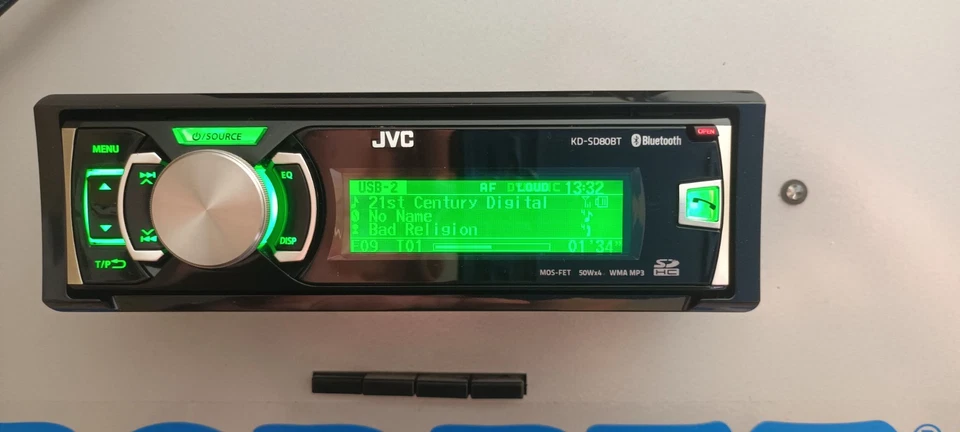 ⏻/SOURCE
MENU
EQ
DISP
T/P
JVC
KD-SD80BT
Bluetooth
OPEN
USB-2 AF LOUD 13:32
21st Century Digital
No Name
Bad Religion
F09 T01 01'34"
MOS-FET 50Wx4 WMA MP3
SD
HC
®